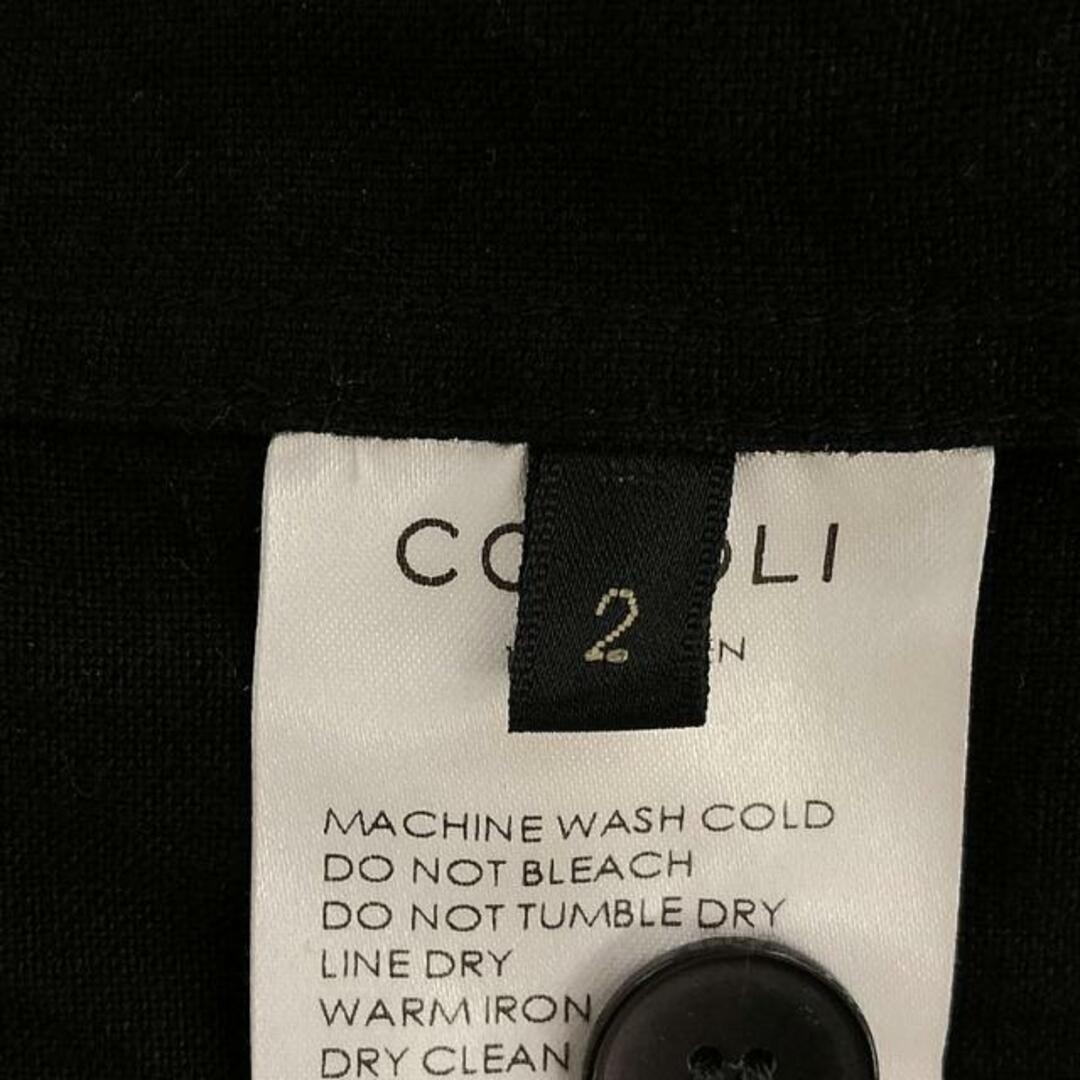 2
MACHINE WASH COLD
DO NOT BLEACH
DO NOT TUMBLE DRY
LINE DRY
WARM IRON
DRY CLEAN